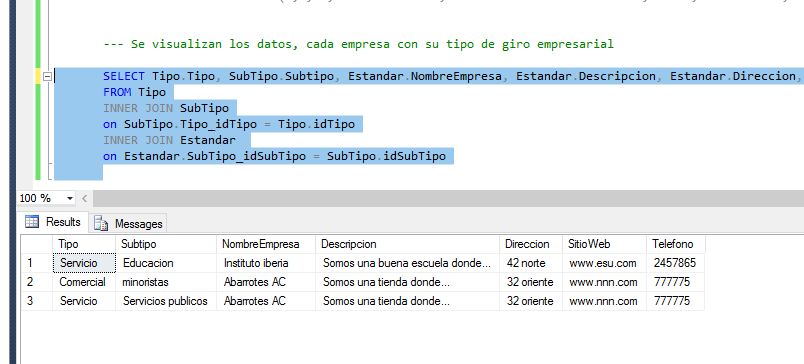 --- Se visualizan los datos, cada empresa con su tipo de giro empresarial
SELECT Tipo.Tipo, SubTipo.Subtipo, Estandar.NombreEmpresa, Estandar.Descripcion, Estandar.Direccion,
FROM Tipo
INNER JOIN SubTipo
on SubTipo.Tipo_idTipo = Tipo.idTipo
INNER JOIN Estandar
on Estandar.SubTipo_idSubTipo = SubTipo.idSubTipo
100 %
Results Messages
Tipo Subtipo NombreEmpresa Descripcion Direccion SitioWeb Telefono
1 Servicio Educacion Instituto iberia Somos una buena escuela donde... 42 norte www.esu.com 2457865
2 Comercial minoristas Abarrotes AC Somos una tienda donde... 32 oriente www.nnn.com 777775
3 Servicio Servicios publicos Abarrotes AC Somos una tienda donde... 32 oriente www.nnn.com 777775